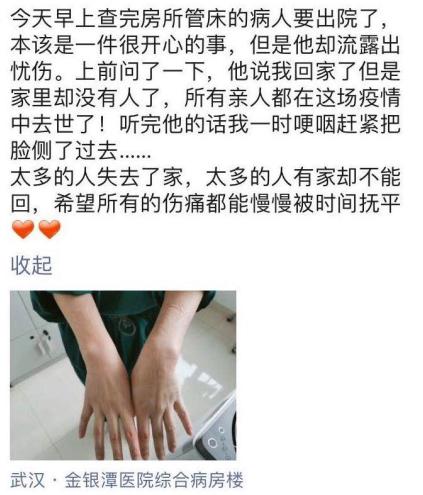 今天早上查完房所管床的病人要出院了，
本该是一件很开心的事，但是他却流露出
忧伤。上前问了一下，他说我回家了但是
家里却没有人了，所有亲人都在这场疫情
中去世了！听完他的话我一时哽咽赶紧把
脸侧了过去......
太多的人失去了家，太多的人有家却不能
回，希望所有的伤痛都能慢慢被时间抚平
❤️❤️
收起
武汉·金银潭医院综合病房楼